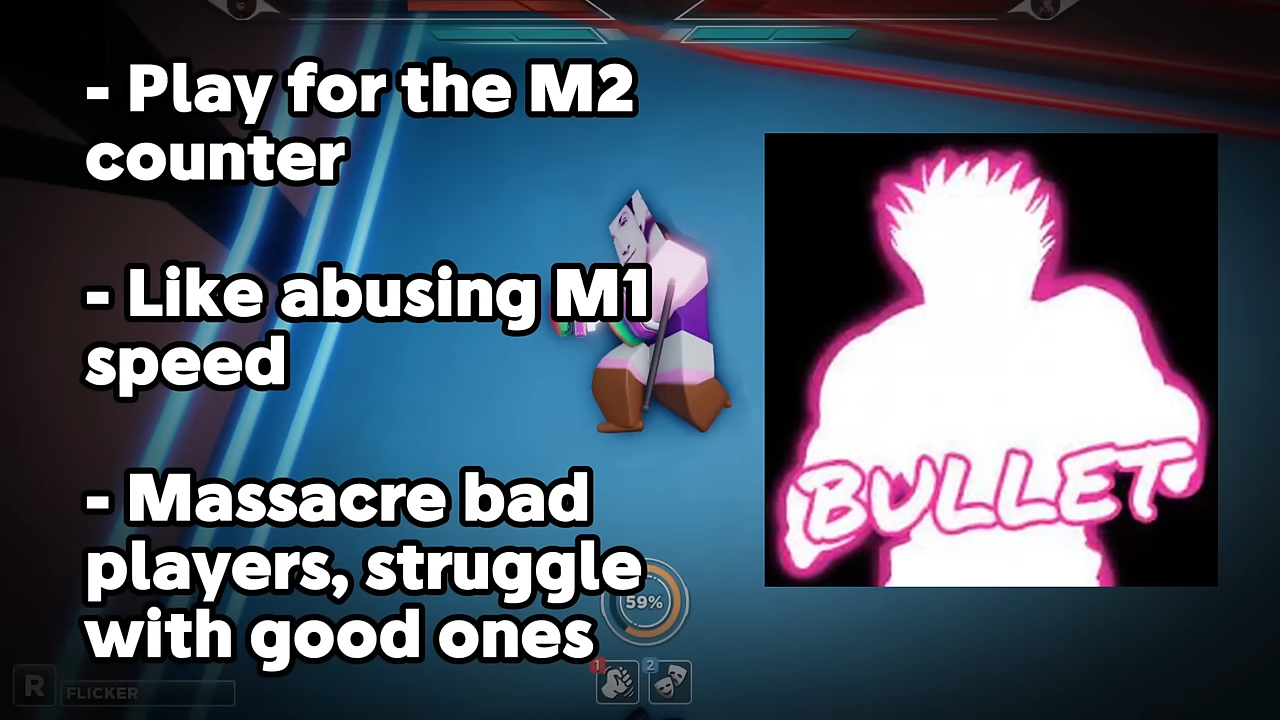 - Play for the M2
counter
- Like abusing M1
speed
- Massacre bad
players, struggle
with good ones
BULLET
59%
1
2
R
FLICKER